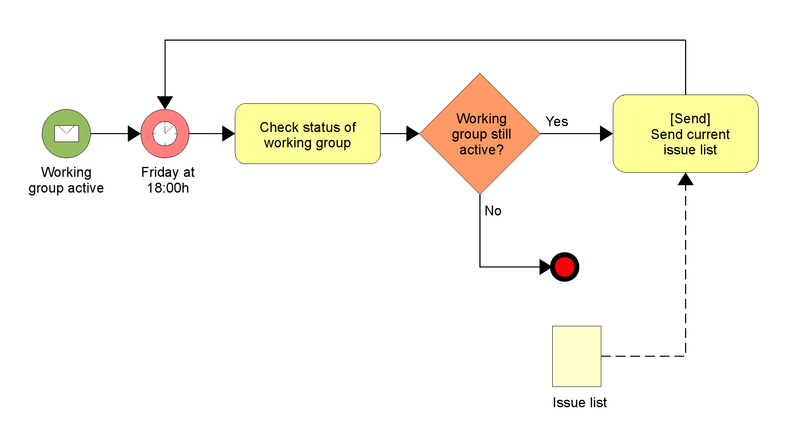 Working
group active
Friday at
18:00h
Check status of
working group
Working
group still
active?
Yes
No
[Send]
Send current
issue list
Issue list